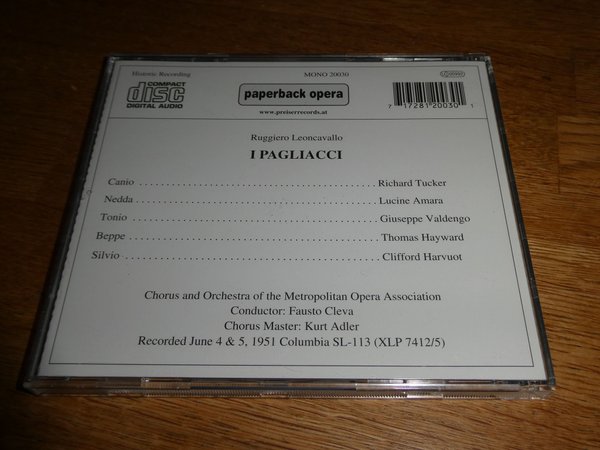 Historic Recording
MONO 20030
COMPACT
disc
DIGITAL AUDIO
paperback opera
www.preiserrecords.at
7 17281 20030 1
Ruggiero Leoncavallo
I PAGLIACCI
Canio Richard Tucker
Nedda Lucine Amara
Tonio Giuseppe Valdengo
Beppe Thomas Hayward
Silvio Clifford Harvuot
Chorus and Orchestra of the Metropolitan Opera Association
Conductor: Fausto Cleva
Chorus Master: Kurt Adler
Recorded June 4 & 5, 1951 Columbia SL-113 (XLP 7412/5)